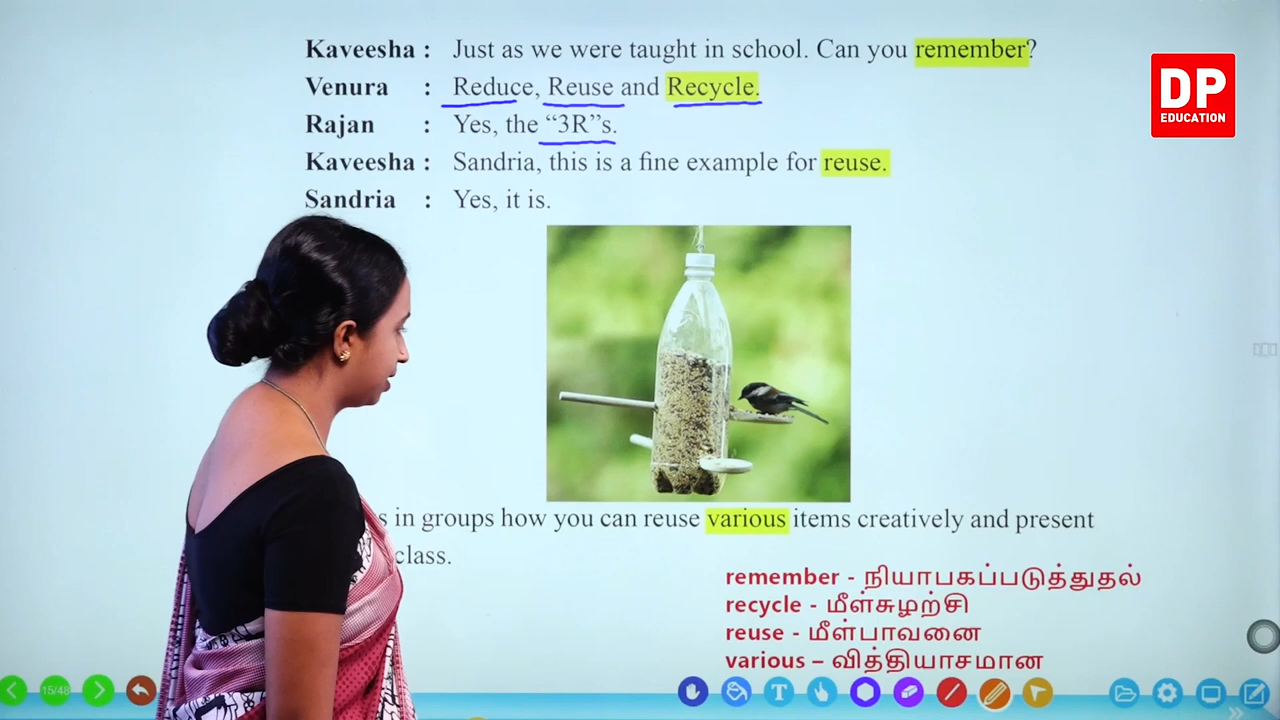 Kaveesha : Just as we were taught in school. Can you remember?
Venura : Reduce, Reuse and Recycle.
Rajan : Yes, the “3R”s.
Kaveesha : Sandria, this is a fine example for reuse.
Sandria : Yes, it is.
DP
EDUCATION
s in groups how you can reuse various items creatively and present
class.
remember - நியாபகப்படுத்துதல்
recycle - மீள்சுழற்சி
reuse - மீள்பாவனை
various – வித்தியாசமான
15/48